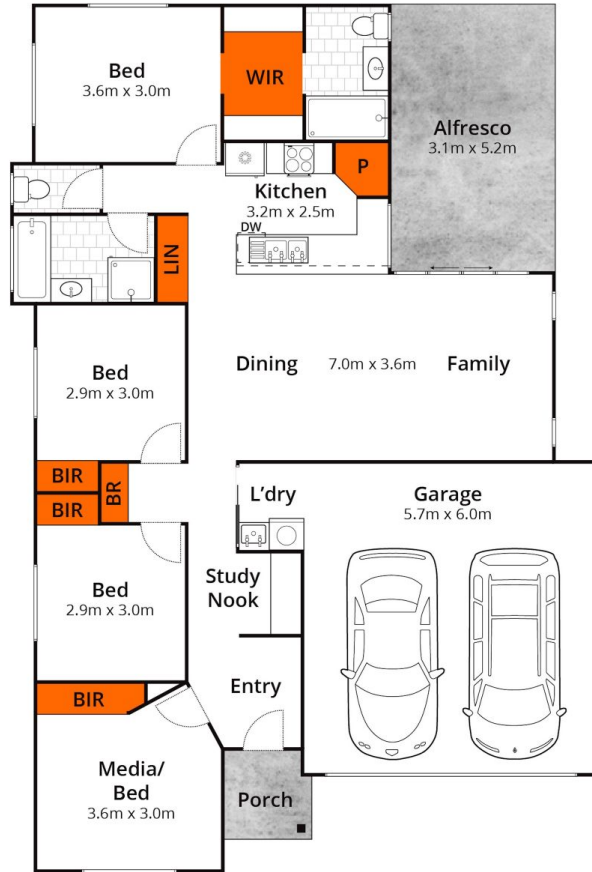 Bed
3.6m x 3.0m
WIR
Alfresco
3.1m x 5.2m
P
Kitchen
3.2m x 2.5m
DW
LIN
Bed
2.9m x 3.0m
Dining
7.0m x 3.6m
Family
BIR
BIR
BR
L'dry
Garage
5.7m x 6.0m
Bed
2.9m x 3.0m
Study
Nook
BIR
Entry
Media/
Bed
3.6m x 3.0m
Porch